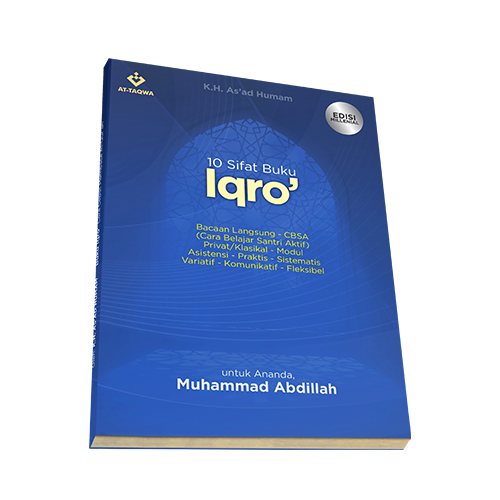 AT-TAQWA
K.H. As'ad Humam
EDISI
MILLENIAL
10 Sifat Buku
Iqro'
Bacaan Langsung - CBSA
(Cara Belajar Santri Aktif)
Privat/Klasikal - Modul
Asistensi - Praktis - Sistematis
Variatif - Komunikatif - Fleksibel
untuk Ananda,
Muhammad Abdillah